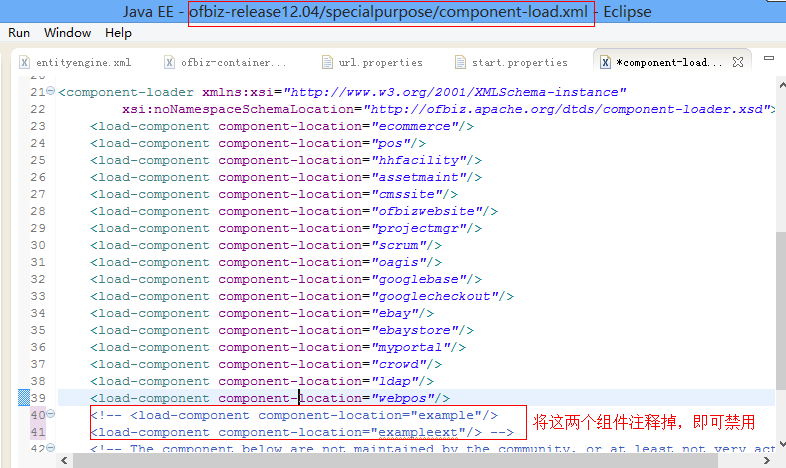 Java EE - ofbiz-release12.04/specialpurpose/component-load.xml - Eclipse
Run Window Help
entityengine.xml ofbiz-container... url.properties start.properties *component-load...
21 <component-loader xmlns:xsi="http://www.w3.org/2001/XMLSchema-instance"
22 xsi:noNamespaceSchemaLocation="http://ofbiz.apache.org/dtds/component-loader.xsd">
23 <load-component component-location="ecommerce"/>
24 <load-component component-location="pos"/>
25 <load-component component-location="hhfacility"/>
26 <load-component component-location="assetmaint"/>
27 <load-component component-location="cmssite"/>
28 <load-component component-location="ofbizwebsite"/>
29 <load-component component-location="projectmgr"/>
30 <load-component component-location="scrum"/>
31 <load-component component-location="oagis"/>
32 <load-component component-location="googlebase"/>
33 <load-component component-location="googlecheckout"/>
34 <load-component component-location="ebay"/>
35 <load-component component-location="ebaystore"/>
36 <load-component component-location="myportal"/>
37 <load-component component-location="crowd"/>
38 <load-component component-location="ldap"/>
39 <load-component component-location="webpos"/>
40 <!-- <load-component component-location="example"/>
41 <load-component component-location="exampleext"/> -->
将这两个组件注释掉，即可禁用
42 <!-- The component below are not maintained by the community, or at least not very act